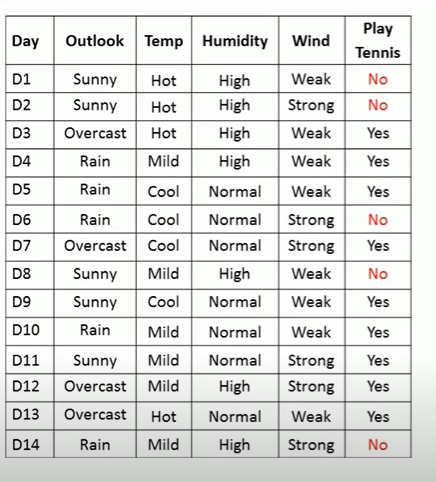 Day Outlook Temp Humidity Wind Play Tennis
D1 Sunny Hot High Weak No
D2 Sunny Hot High Strong No
D3 Overcast Hot High Weak Yes
D4 Rain Mild High Weak Yes
D5 Rain Cool Normal Weak Yes
D6 Rain Cool Normal Strong No
D7 Overcast Cool Normal Strong Yes
D8 Sunny Mild High Weak No
D9 Sunny Cool Normal Weak Yes
D10 Rain Mild Normal Weak Yes
D11 Sunny Mild Normal Strong Yes
D12 Overcast Mild High Strong Yes
D13 Overcast Hot Normal Weak Yes
D14 Rain Mild High Strong No